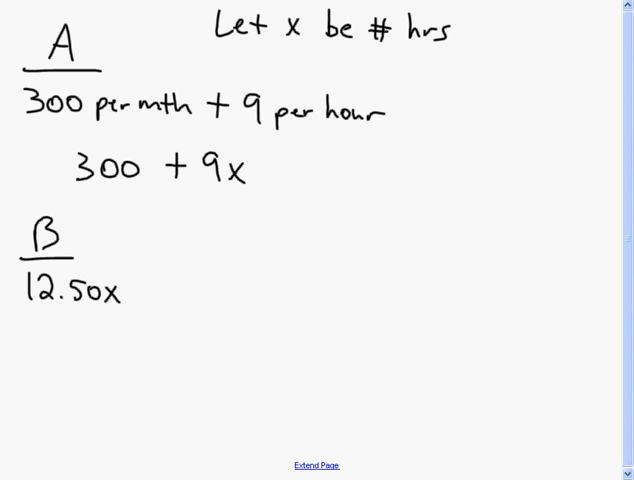 Let x be # hrs
A
300 per mth + 9 per hour
300 + 9x
B
12.50x
Extend Page